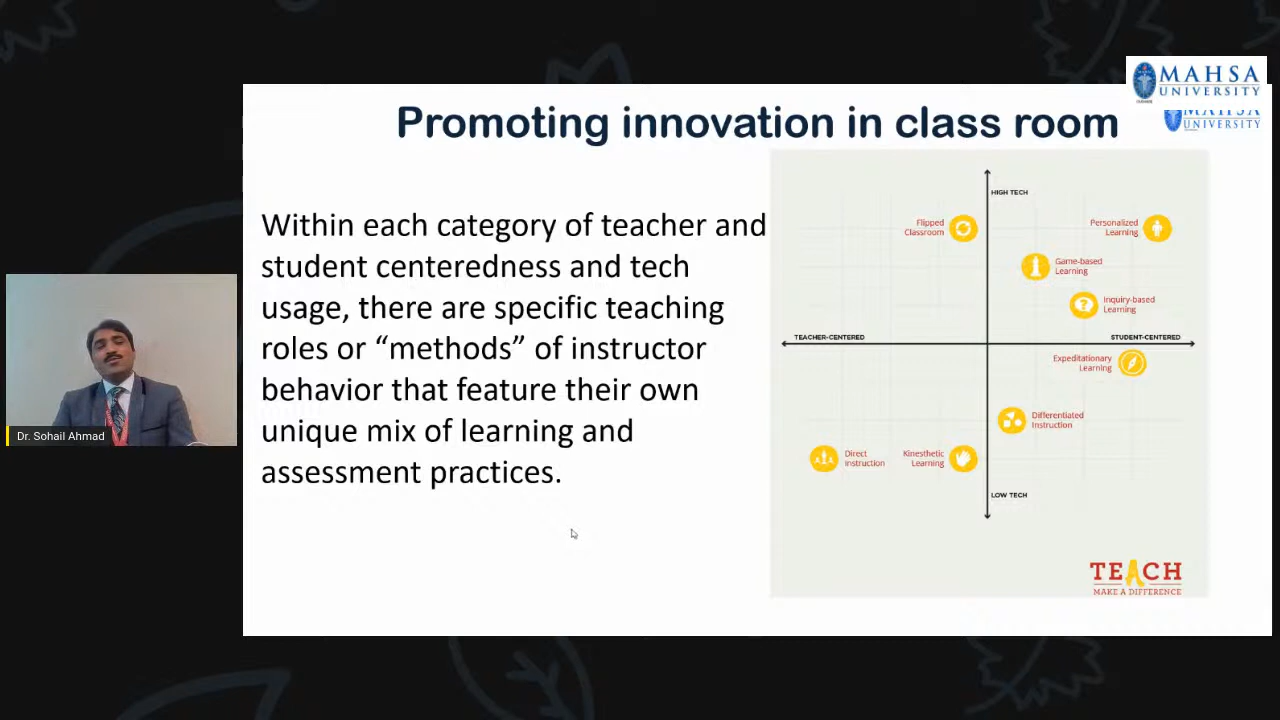 MAHSA
UNIVERSITY
MAHSA
UNIVERSITY
Promoting innovation in class room
Within each category of teacher and
student centeredness and tech
usage, there are specific teaching
roles or “methods” of instructor
behavior that feature their own
unique mix of learning and
assessment practices.
HIGH TECH
Flipped
Classroom
Personalized
Learning
Game-based
Learning
Inquiry-based
Learning
TEACHER-CENTERED
STUDENT-CENTERED
Expeditionary
Learning
Differentiated
Instruction
Direct
Instruction
Kinesthetic
Learning
LOW TECH
TEACH
MAKE A DIFFERENCE
Dr. Sohail Ahmad